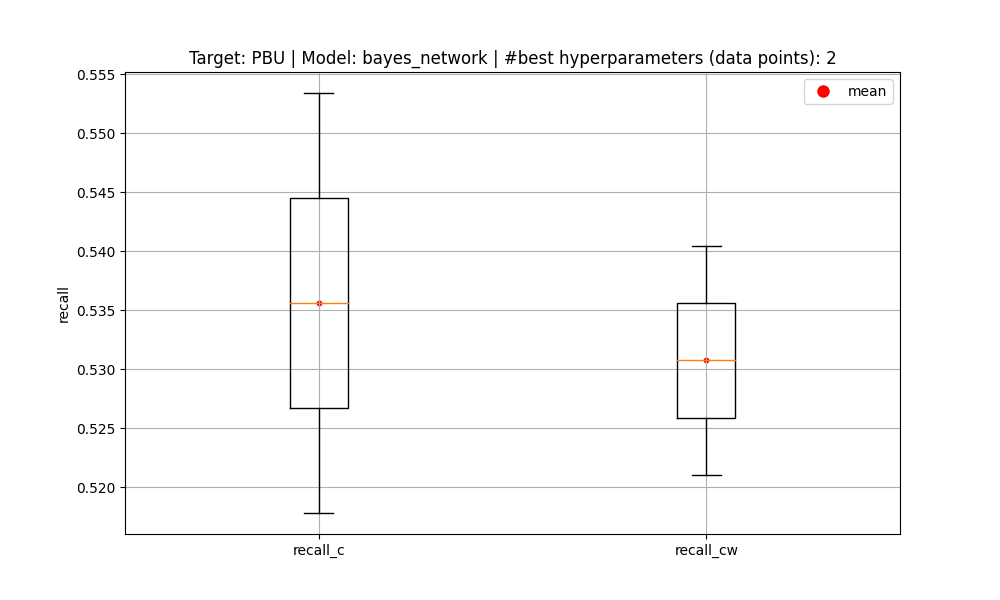 Target: PBU | Model: bayes_network | #best hyperparameters (data points): 2
mean
0.555
0.550
0.545
0.540
0.535
0.530
0.525
0.520
recall
recall_c
recall_cw